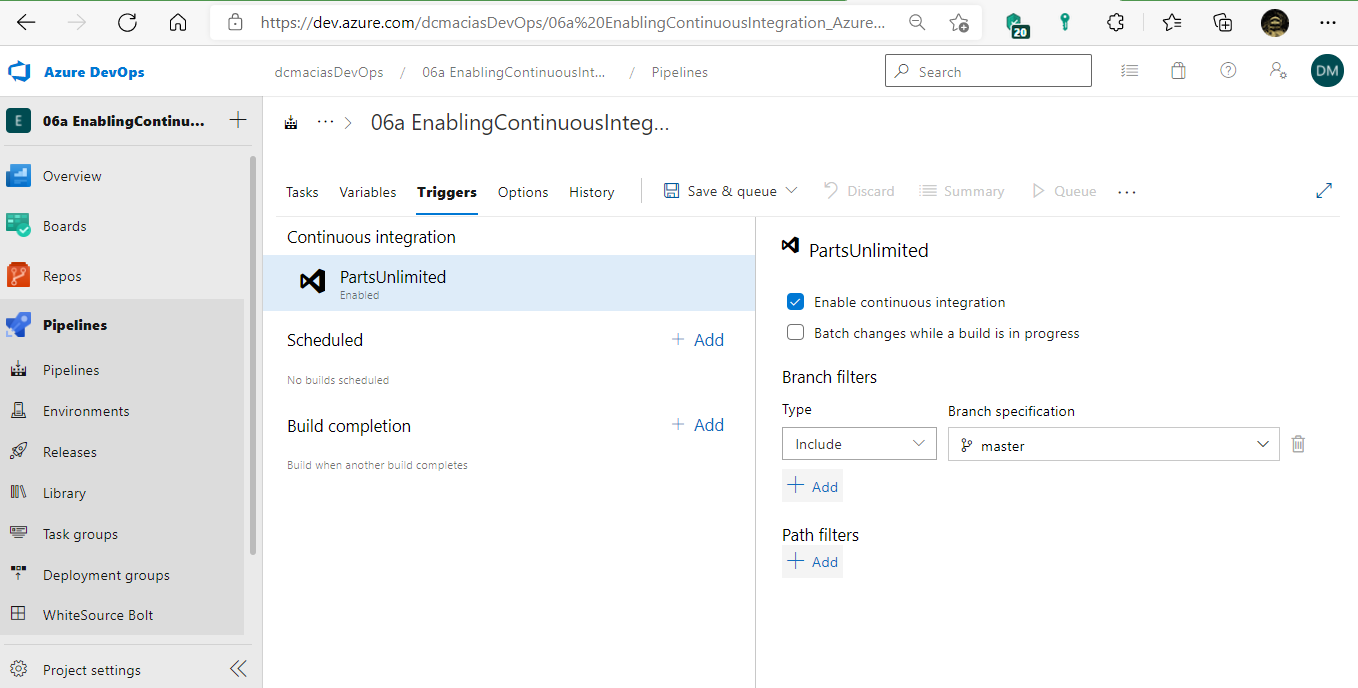 https://dev.azure.com/dcmaciasDevOps/06a%20EnablingContinuousIntegration_Azure...
20
Azure DevOps
dcmaciasDevOps / 06a EnablingContinuousInt... / Pipelines
Search
DM
E 06a EnablingContinu...
... > 06a EnablingContinuousInteg...
Overview
Boards
Repos
Pipelines
Pipelines
Environments
Releases
Library
Task groups
Deployment groups
WhiteSource Bolt
Project settings
Tasks Variables Triggers Options History Save & queue Discard Summary Queue ...
Continuous integration
PartsUnlimited
Enabled
Scheduled + Add
No builds scheduled
Build completion + Add
Build when another build completes
PartsUnlimited
Enable continuous integration
Batch changes while a build is in progress
Branch filters
Type Branch specification
Include master
+ Add
Path filters
+ Add